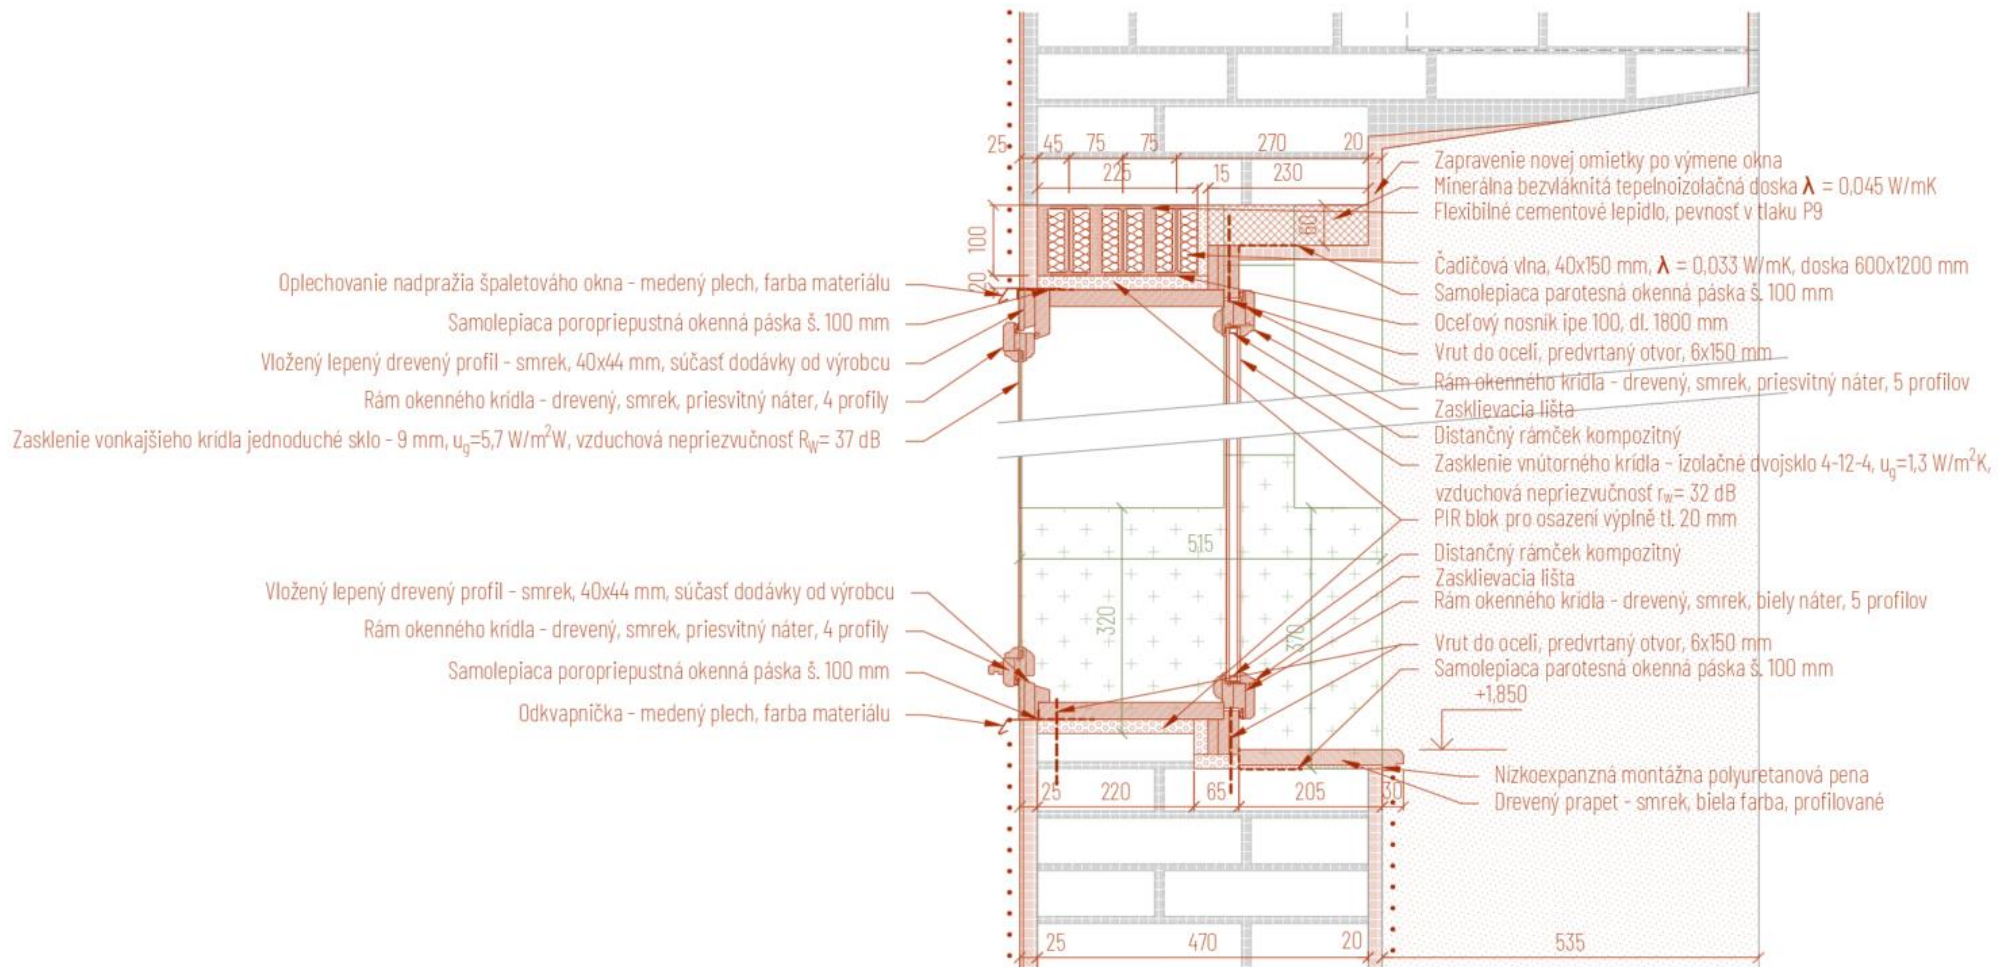 25
45
75
75
270
20
225
15
230
100
20
60
Oplechovanie nadpražia špaletováho okna - medený plech, farba materiálu
Samolepiaca poropriepustná okenná páska š. 100 mm
Vložený lepený drevený profil - smrek, 40x44 mm, súčasť dodávky od výrobcu
Rám okenného krídla - drevený, smrek, priesvitný náter, 4 profily
Zasklenie vonkajšieho krídla jednoduché sklo - 9 mm, u₉=5,7 W/m²W, vzduchová nepriezvučnosť R_W= 37 dB
Vložený lepený drevený profil - smrek, 40x44 mm, súčasť dodávky od výrobcu
Rám okenného krídla - drevený, smrek, priesvitný náter, 4 profily
Samolepiaca poropriepustná okenná páska š. 100 mm
Odkvapnička - medený plech, farba materiálu
Zapravenie novej omietky po výmene okna
Minerálna bezvláknitá tepelnoizolačná doska λ = 0,045 W/mK
Flexibilné cementové lepidlo, pevnosť v tlaku P9
Čadičová vlna, 40x150 mm, λ = 0,033 W/mK, doska 600x1200 mm
Samolepiaca parotesná okenná páska š. 100 mm
Oceľový nosník ipe 100, dl. 1800 mm
Vrut do oceli, predvrtaný otvor, 6x150 mm
Rám okenného krídla - drevený, smrek, priesvitný náter, 5 profilov
Zasklievacia lišta
Distančný rámček kompozitný
Zasklenie vnútorného krídla - izolačné dvojsklo 4-12-4, u_g=1,3 W/m²K,
vzduchová nepriezvučnosť r_w= 32 dB
PIR blok pro osazení výplně tl. 20 mm
Distančný rámček kompozitný
Zasklievacia lišta
Rám okenného krídla - drevený, smrek, biely náter, 5 profilov
Vrut do oceli, predvrtaný otvor, 6x150 mm
Samolepiaca parotesná okenná páska š. 100 mm
+1,850
Nízkoexpanzná montážna polyuretanová pena
Drevený prapet - smrek, biela farba, profilované
515
320
370
25
220
65
205
30
25
470
20
535